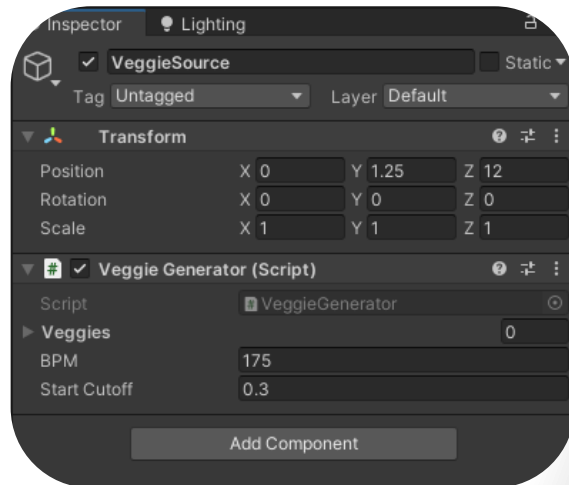 Inspector Lighting
VeggieSource Static
Tag Untagged Layer Default
Transform
Position X 0 Y 1.25 Z 12
Rotation X 0 Y 0 Z 0
Scale X 1 Y 1 Z 1
# Veggie Generator (Script)
Script # VeggieGenerator
Veggies 0
BPM 175
Start Cutoff 0.3
Add Component